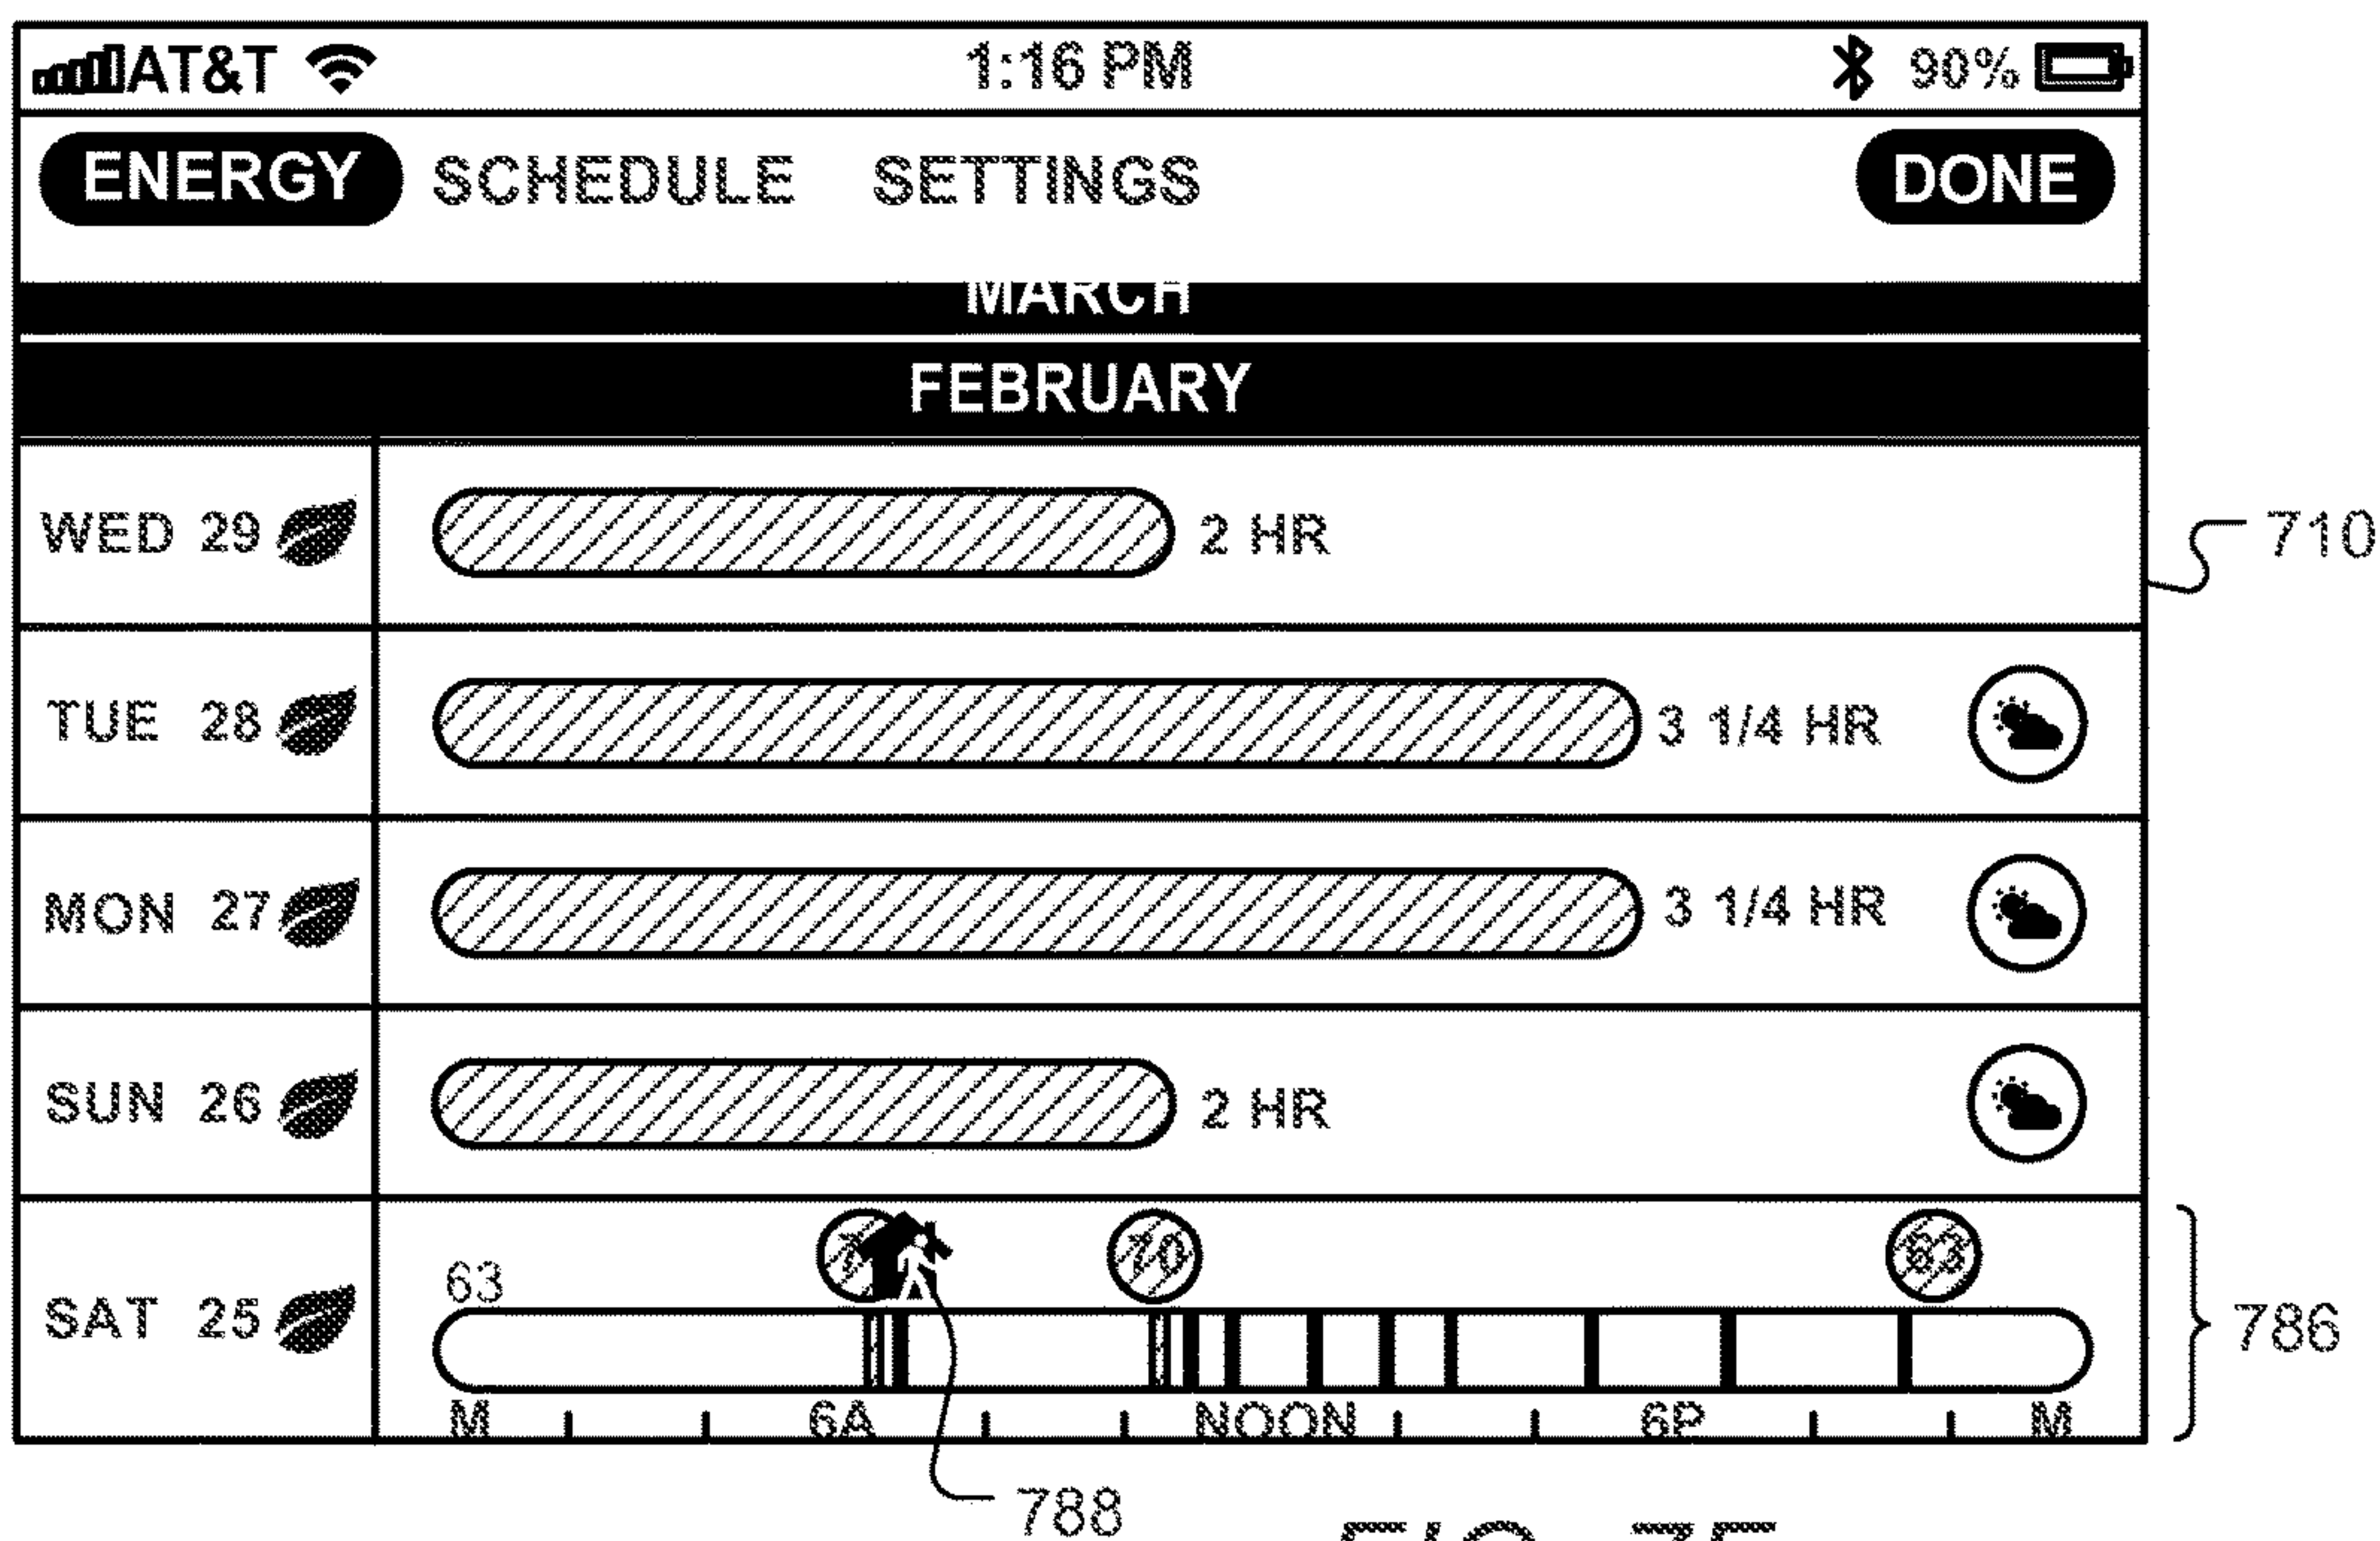 AT&T 1:16 PM 90%
ENERGY SCHEDULE SETTINGS DONE
MARCH
FEBRUARY
WED 29 2 HR
710
TUE 28 3 1/4 HR
MON 27 3 1/4 HR
SUN 26 2 HR
63 70 63
SAT 25
786
M 6A NOON 6P M
788